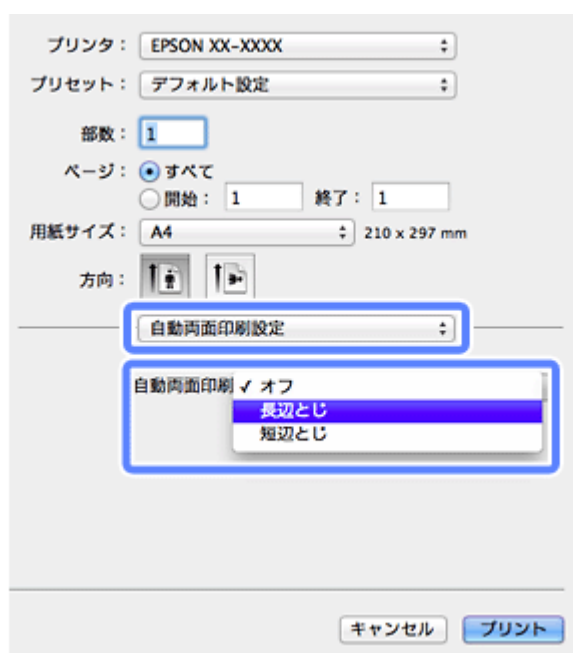 プリンタ： EPSON XX-XXXX
プリセット： デフォルト設定
部数： 1
ページ： すべて
開始： 1 終了： 1
用紙サイズ： A4 210 x 297 mm
方向：
自動両面印刷設定
自動両面印刷 ✓ オフ
長辺とじ
短辺とじ
キャンセル プリント